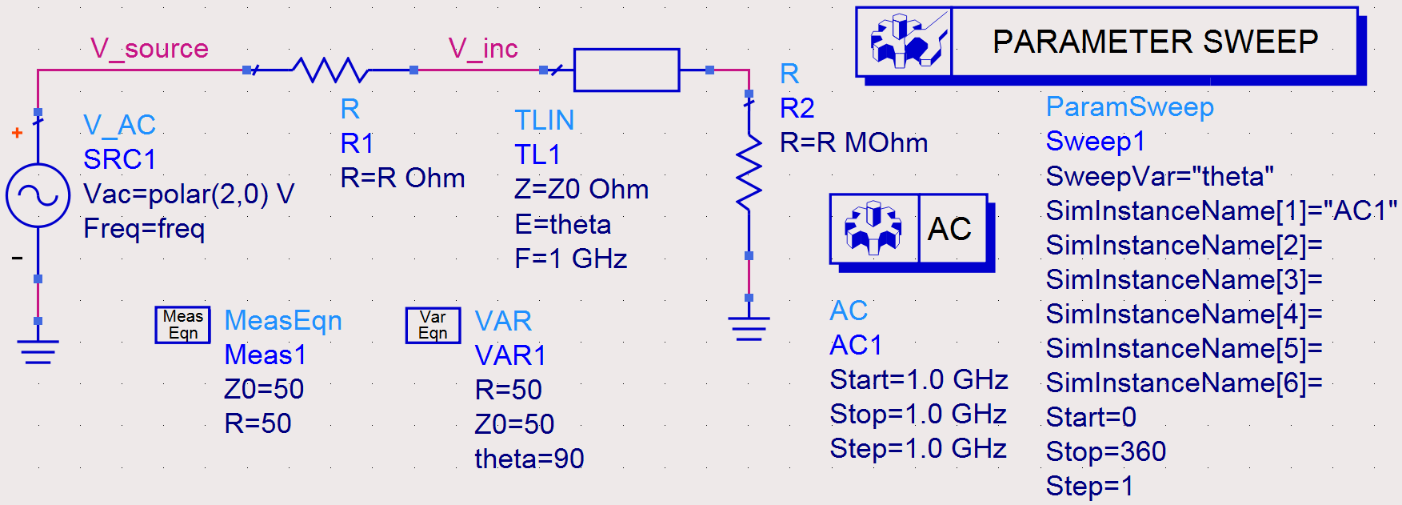 V_source
V_inc
+
-
V_AC
SRC1
Vac=polar(2,0) V
Freq=freq
R
R1
R=R Ohm
TLIN
TL1
Z=Z0 Ohm
E=theta
F=1 GHz
R
R2
R=R MOhm
Meas
Eqn
MeasEqn
Meas1
Z0=50
R=50
Var
Eqn
VAR
VAR1
R=50
Z0=50
theta=90
AC
AC
AC1
Start=1.0 GHz
Stop=1.0 GHz
Step=1.0 GHz
PARAMETER SWEEP
ParamSweep
Sweep1
SweepVar="theta"
SimInstanceName[1]="AC1"
SimInstanceName[2]=
SimInstanceName[3]=
SimInstanceName[4]=
SimInstanceName[5]=
SimInstanceName[6]=
Start=0
Stop=360
Step=1